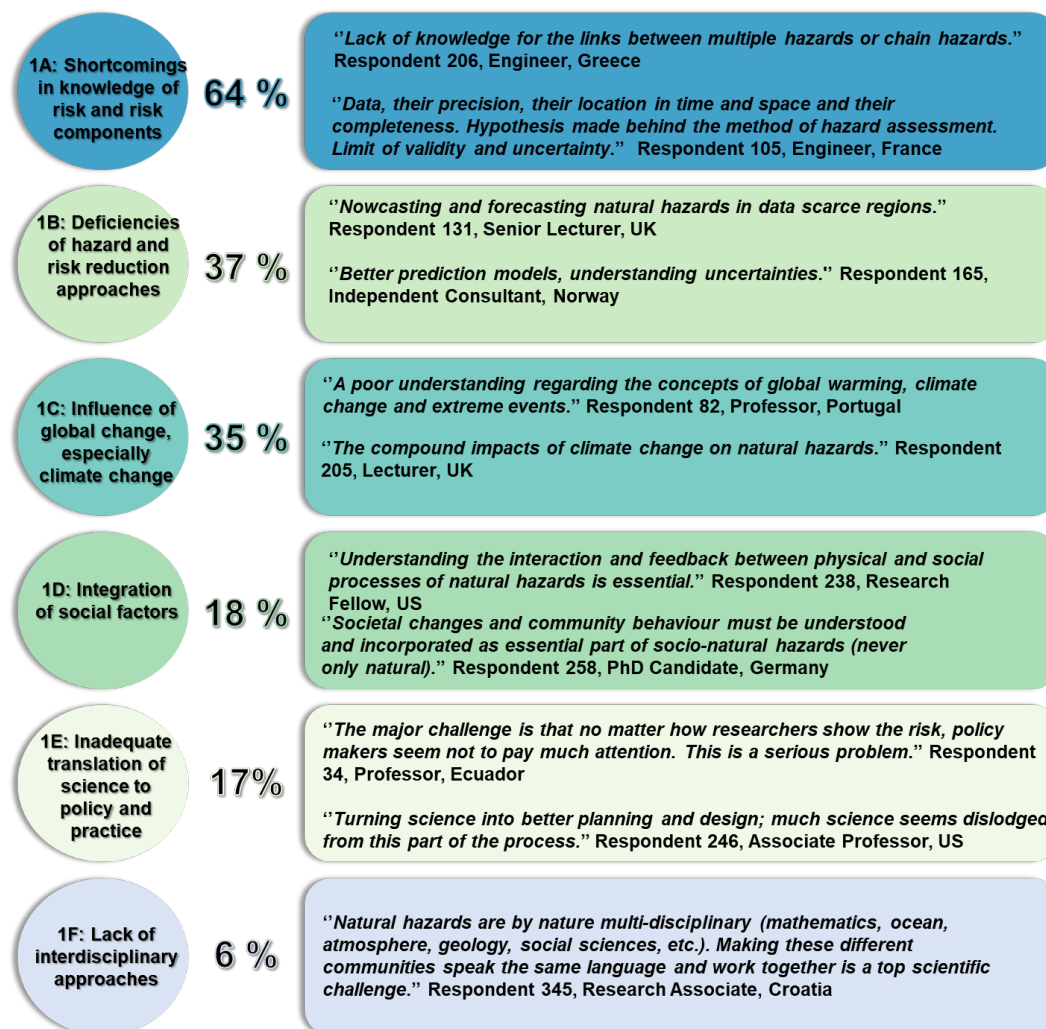 1A: Shortcomings
in knowledge of
risk and risk
components
64 %
‘’Lack of knowledge for the links between multiple hazards or chain hazards.’’
Respondent 206, Engineer, Greece
‘’Data, their precision, their location in time and space and their
completeness. Hypothesis made behind the method of hazard assessment.
Limit of validity and uncertainty.’’ Respondent 105, Engineer, France
1B: Deficiencies
of hazard and
risk reduction
approaches
37 %
‘’Nowcasting and forecasting natural hazards in data scarce regions.’’
Respondent 131, Senior Lecturer, UK
‘’Better prediction models, understanding uncertainties.'' Respondent 165,
Independent Consultant, Norway
1C: Influence of
global change,
especially
climate change
35 %
‘’A poor understanding regarding the concepts of global warming, climate
change and extreme events.’’ Respondent 82, Professor, Portugal
‘’The compound impacts of climate change on natural hazards.’’ Respondent
205, Lecturer, UK
1D: Integration
of social factors
18 %
‘’Understanding the interaction and feedback between physical and social
processes of natural hazards is essential.’’ Respondent 238, Research
Fellow, US
‘’Societal changes and community behaviour must be understood
and incorporated as essential part of socio-natural hazards (never
only natural).’’ Respondent 258, PhD Candidate, Germany
1E: Inadequate
translation of
science to
policy and
practice
17%
‘’The major challenge is that no matter how researchers show the risk, policy
makers seem not to pay much attention. This is a serious problem.’’ Respondent
34, Professor, Ecuador
‘’Turning science into better planning and design; much science seems dislodged
from this part of the process.’’ Respondent 246, Associate Professor, US
1F: Lack of
interdisciplinary
approaches
6 %
‘’Natural hazards are by nature multi-disciplinary (mathematics, ocean,
atmosphere, geology, social sciences, etc.). Making these different
communities speak the same language and work together is a top scientific
challenge.’’ Respondent 345, Research Associate, Croatia